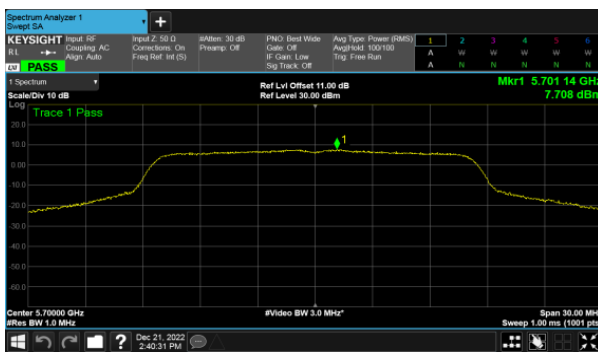 Spectrum Analyzer 1
Swept SA
+
KEYSIGHT Input: RF Input Z: 50 Ω #Atten: 30 dB PNO: Best Wide Avg Type: Power (RMS) 1 2 3 4 5 6
RL Coupling: AC Corrections: On Preamp: Off Gate: Off Avg|Hold: 100/100 A W W W W W
Align: Auto Freq Ref: Int (S) IF Gain: Low Trig: Free Run
LXI PASS Sig Track: Off A N N N N N
1 Spectrum Ref Lvl Offset 11.00 dB Mkr1 5.701 14 GHz
Scale/Div 10 dB Ref Level 30.00 dBm 7.708 dBm
Log
Trace 1 Pass
20.0
10.0
1
0.00
-10.0
-20.0
-30.0
-40.0
-50.0
-60.0
Center 5.70000 GHz #Video BW 3.0 MHz* Span 30.00 MH
#Res BW 1.0 MHz Sweep 1.00 ms (1001 pts
? Dec 21, 2022
2:40:31 PM